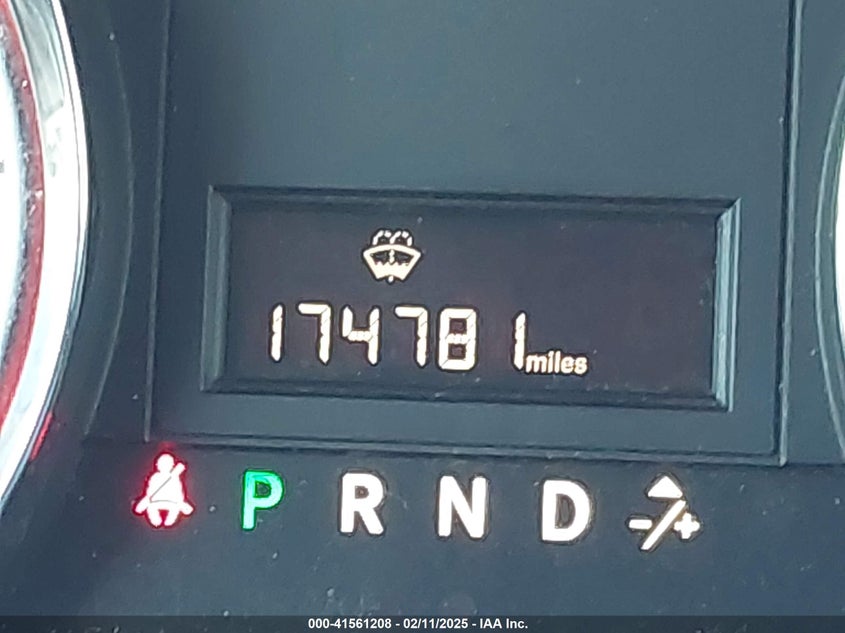 174781 miles
P R N D -/+
000-41561208 - 02/11/2025 - IAA Inc.